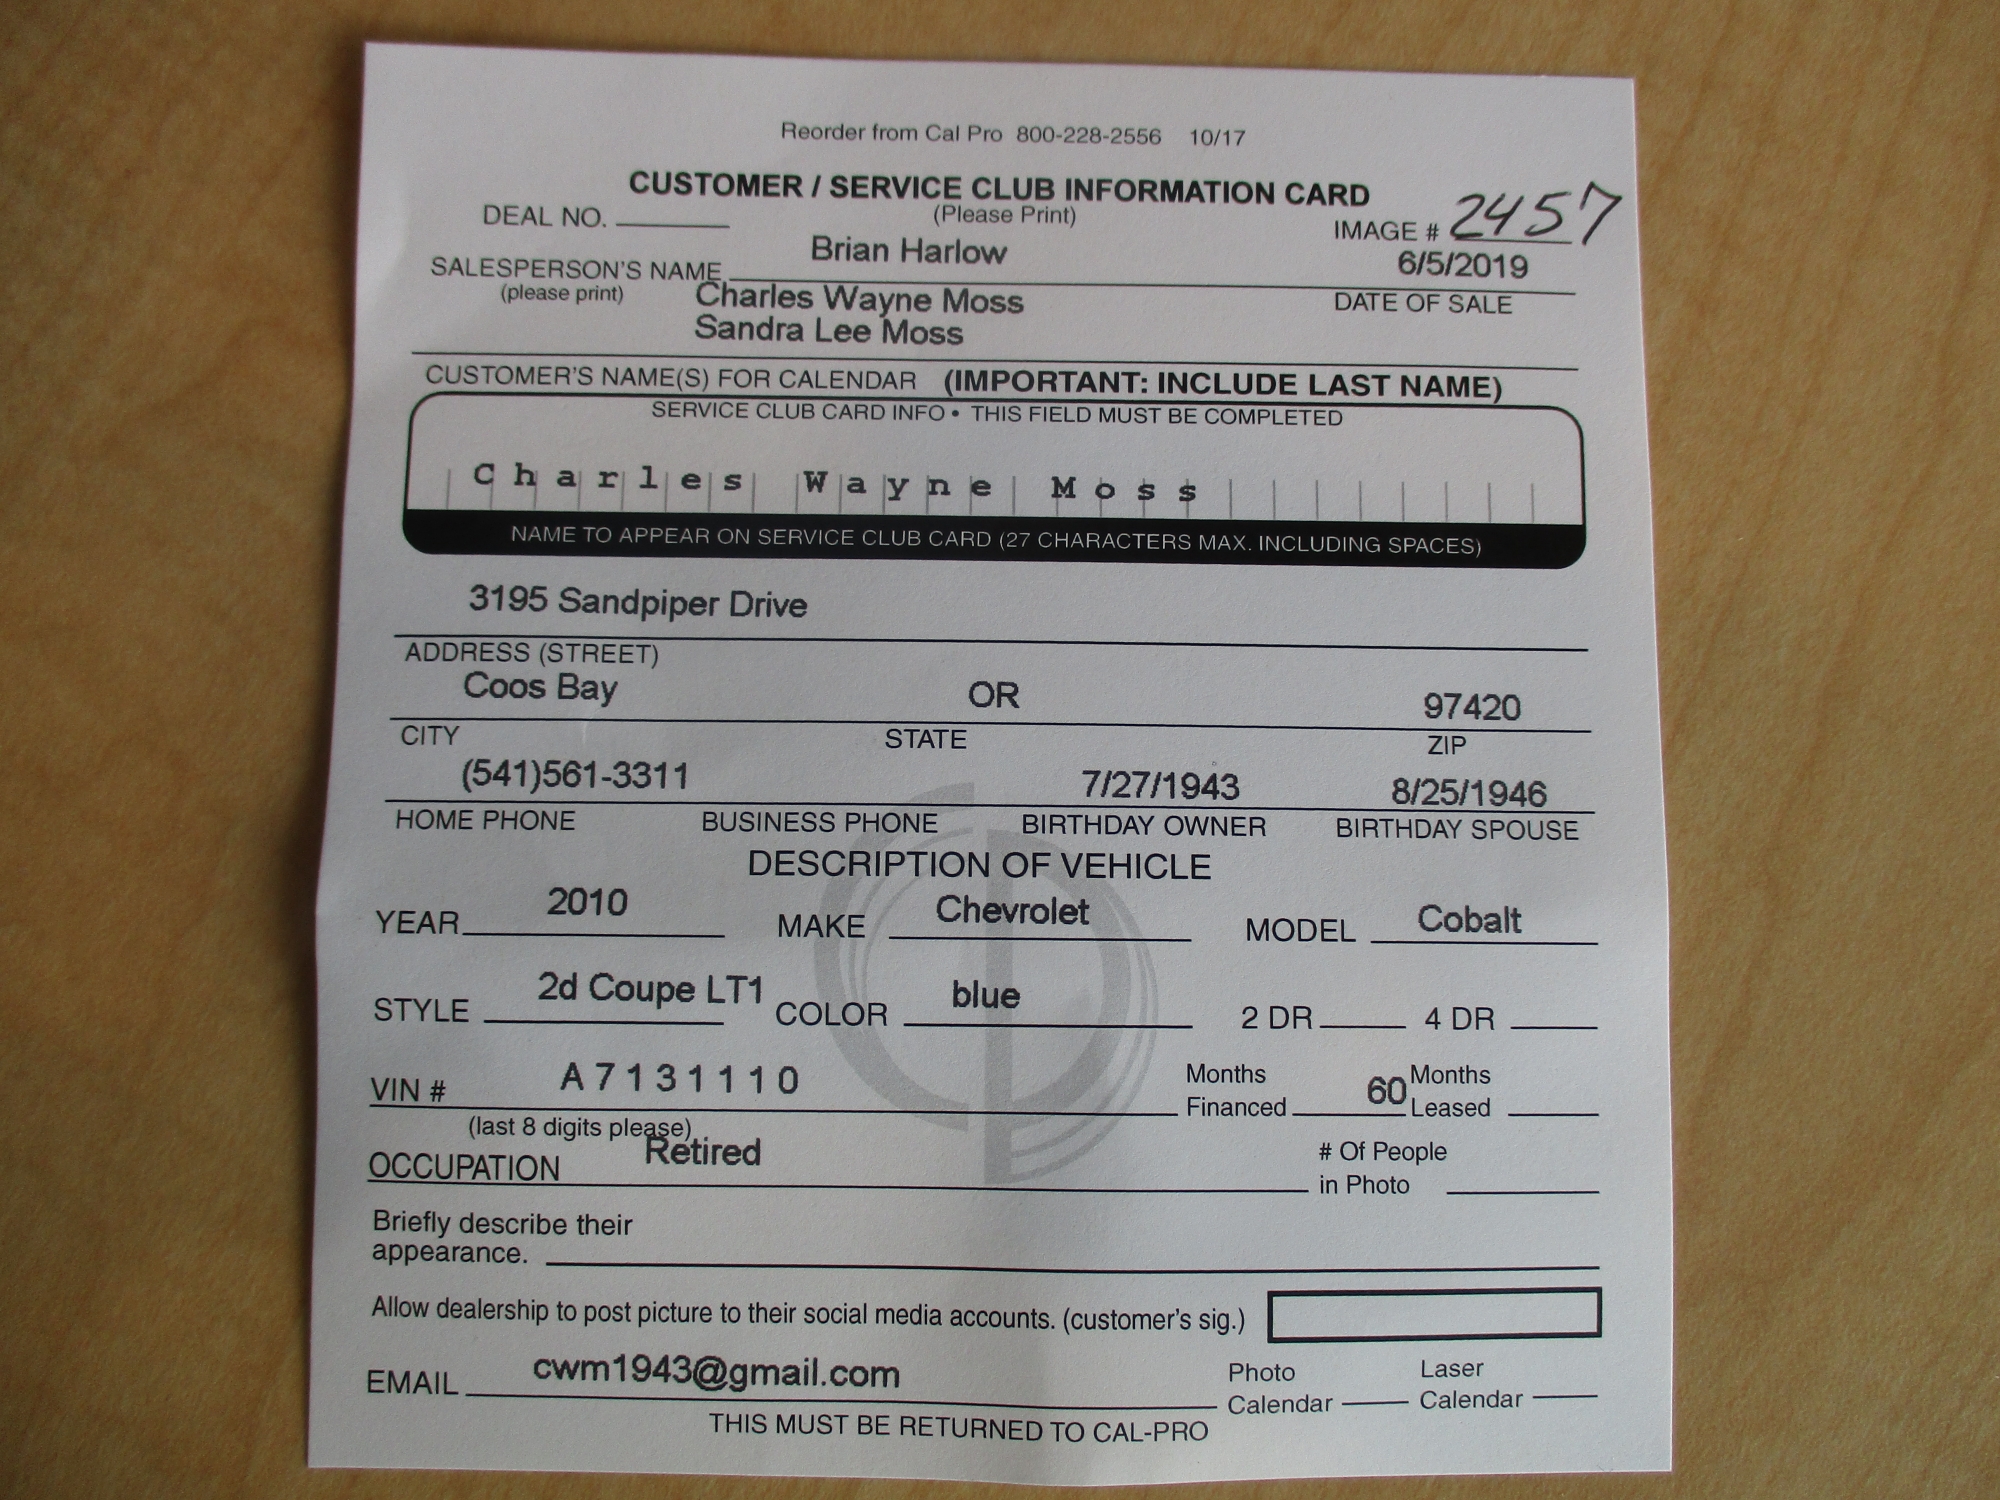 Reorder from Cal Pro 800-228-2556 10/17
CUSTOMER / SERVICE CLUB INFORMATION CARD
(Please Print)
DEAL NO.
IMAGE # 2457
Brian Harlow
6/5/2019
SALESPERSON'S NAME
(please print)
DATE OF SALE
Charles Wayne Moss
Sandra Lee Moss
CUSTOMER'S NAME(S) FOR CALENDAR (IMPORTANT: INCLUDE LAST NAME)
SERVICE CLUB CARD INFO • THIS FIELD MUST BE COMPLETED
Charles Wayne Moss
NAME TO APPEAR ON SERVICE CLUB CARD (27 CHARACTERS MAX. INCLUDING SPACES)
3195 Sandpiper Drive
ADDRESS (STREET)
Coos Bay OR 97420
CITY STATE ZIP
(541)561-3311 7/27/1943 8/25/1946
HOME PHONE BUSINESS PHONE BIRTHDAY OWNER BIRTHDAY SPOUSE
DESCRIPTION OF VEHICLE
YEAR 2010 MAKE Chevrolet MODEL Cobalt
STYLE 2d Coupe LT1 COLOR blue 2 DR 4 DR
VIN # A7131110
Months Financed 60 Months Leased
(last 8 digits please)
OCCUPATION Retired
# Of People
in Photo
Briefly describe their
appearance.
Allow dealership to post picture to their social media accounts. (customer's sig.)
EMAIL cwm1943@gmail.com
Photo Calendar Laser Calendar
THIS MUST BE RETURNED TO CAL-PRO